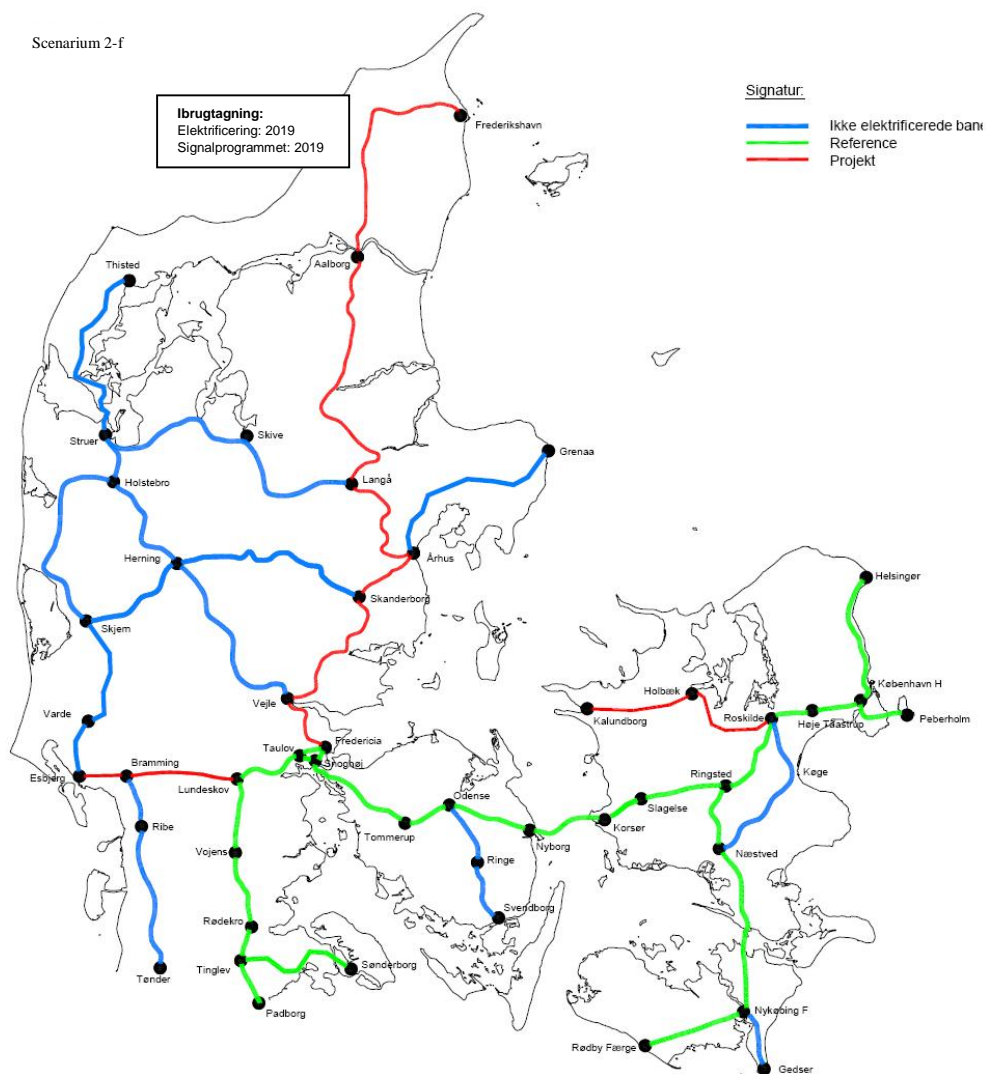 Scenarium 2-f
Ibrugtagning:
Elektrificering: 2019
Signalprogrammet: 2019
Signatur:
Ikke elektrificerede bane
Reference
Projekt
Frederikshavn
Aalborg
Thisted
Struer
Skive
Grenaa
Holstebro
Langå
Århus
Herning
Skanderborg
Skjern
Helsingør
Vejle
Holbæk
København H
Kalundborg
Roskilde
Høje Taastrup
Peberholm
Varde
Fredericia
Taulov
Snoghøj
Esbjerg
Bramming
Lundeskov
Ringsted
Køge
Odense
Slagelse
Korsør
Tommerup
Nyborg
Ribe
Vojens
Ringe
Næstved
Svendborg
Rødekro
Tønder
Tinglev
Sønderborg
Padborg
Nykøbing F
Rødby Færge
Gedser